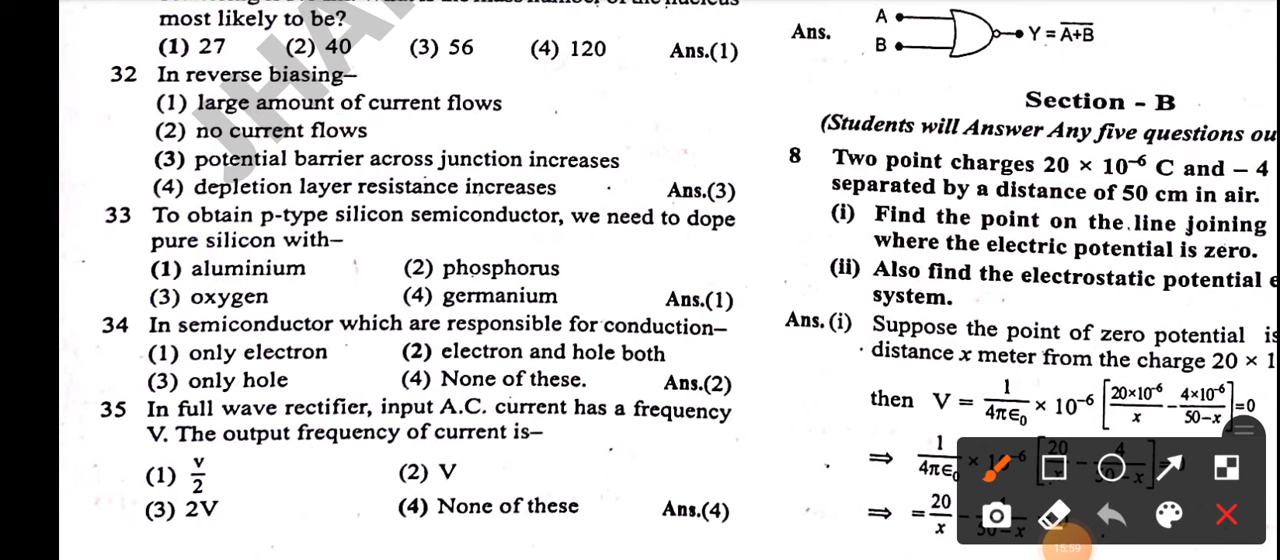 most likely to be?
(1) 27 (2) 40 (3) 56 (4) 120 Ans.(1)
32 In reverse biasing–
(1) large amount of current flows
(2) no current flows
(3) potential barrier across junction increases
(4) depletion layer resistance increases Ans.(3)
33 To obtain p-type silicon semiconductor, we need to dope
pure silicon with–
(1) aluminium (2) phosphorus
(3) oxygen (4) germanium Ans.(1)
34 In semiconductor which are responsible for conduction–
(1) only electron (2) electron and hole both
(3) only hole (4) None of these. Ans.(2)
35 In full wave rectifier, input A.C. current has a frequency
V. The output frequency of current is–
(1) v/2 (2) V
(3) 2V (4) None of these Ans.(4)
Ans. A B Y = \overline{A+B}
Section - B
(Students will Answer Any five questions ou
8 Two point charges 20 × 10⁻⁶ C and – 4
separated by a distance of 50 cm in air.
(i) Find the point on the line joining
where the electric potential is zero.
(ii) Also find the electrostatic potential
system.
Ans. (i) Suppose the point of zero potential is
distance x meter from the charge 20 × 1
then V = 1/4πϵ₀ × 10⁻⁶ [20×10⁻⁶/x − 4×10⁻⁶/50−x] =0
⇒ 1/4πϵ₀ ×
⇒ = 20/x −
15:59